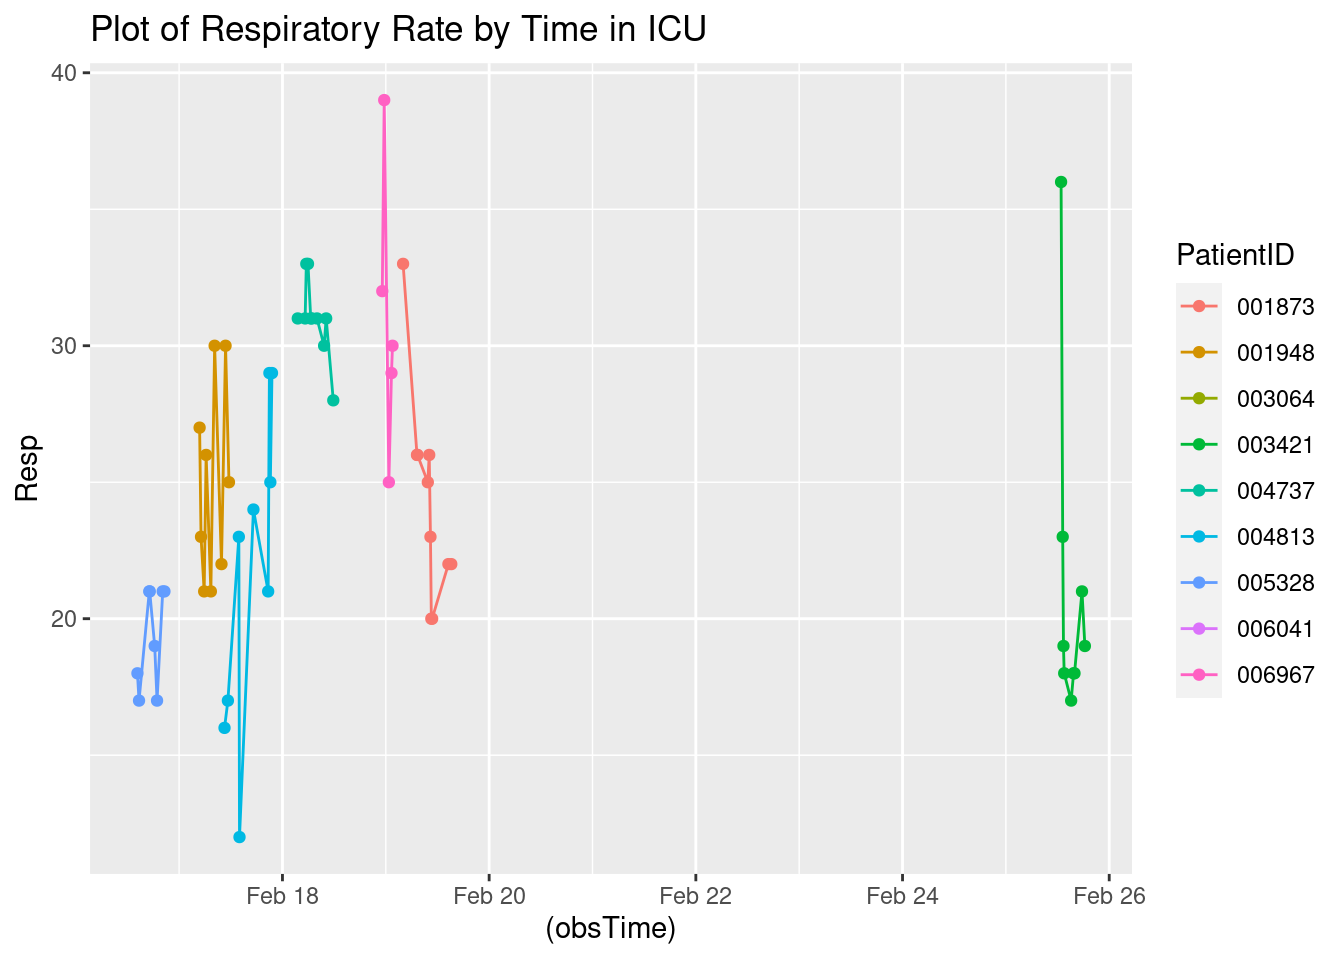 Plot of Respiratory Rate by Time in ICU
40
30
20
Resp
Feb 18
Feb 20
Feb 22
Feb 24
Feb 26
(obsTime)
PatientID
001873
001948
003064
003421
004737
004813
005328
006041
006967